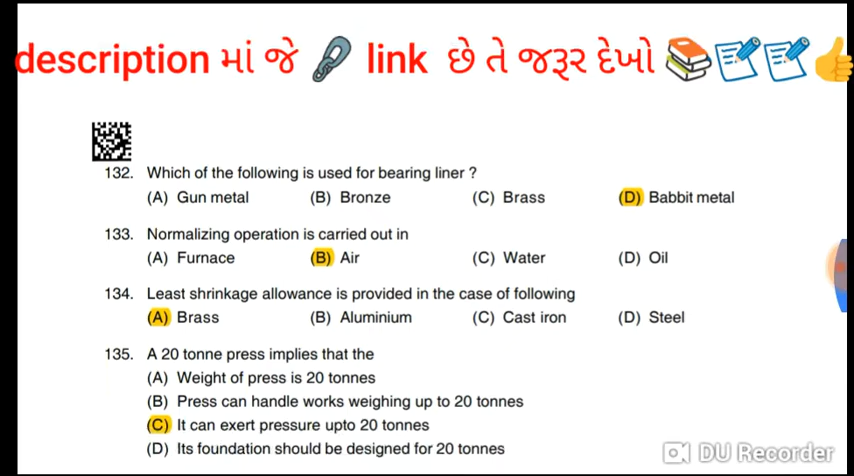 description માં જે 🔗 link છે તે જરૂર દેખો 📚📝📝👍
132. Which of the following is used for bearing liner ?
(A) Gun metal (B) Bronze (C) Brass (D) Babbit metal
133. Normalizing operation is carried out in
(A) Furnace (B) Air (C) Water (D) Oil
134. Least shrinkage allowance is provided in the case of following
(A) Brass (B) Aluminium (C) Cast iron (D) Steel
135. A 20 tonne press implies that the
(A) Weight of press is 20 tonnes
(B) Press can handle works weighing up to 20 tonnes
(C) It can exert pressure upto 20 tonnes
(D) Its foundation should be designed for 20 tonnes
DU Recorder